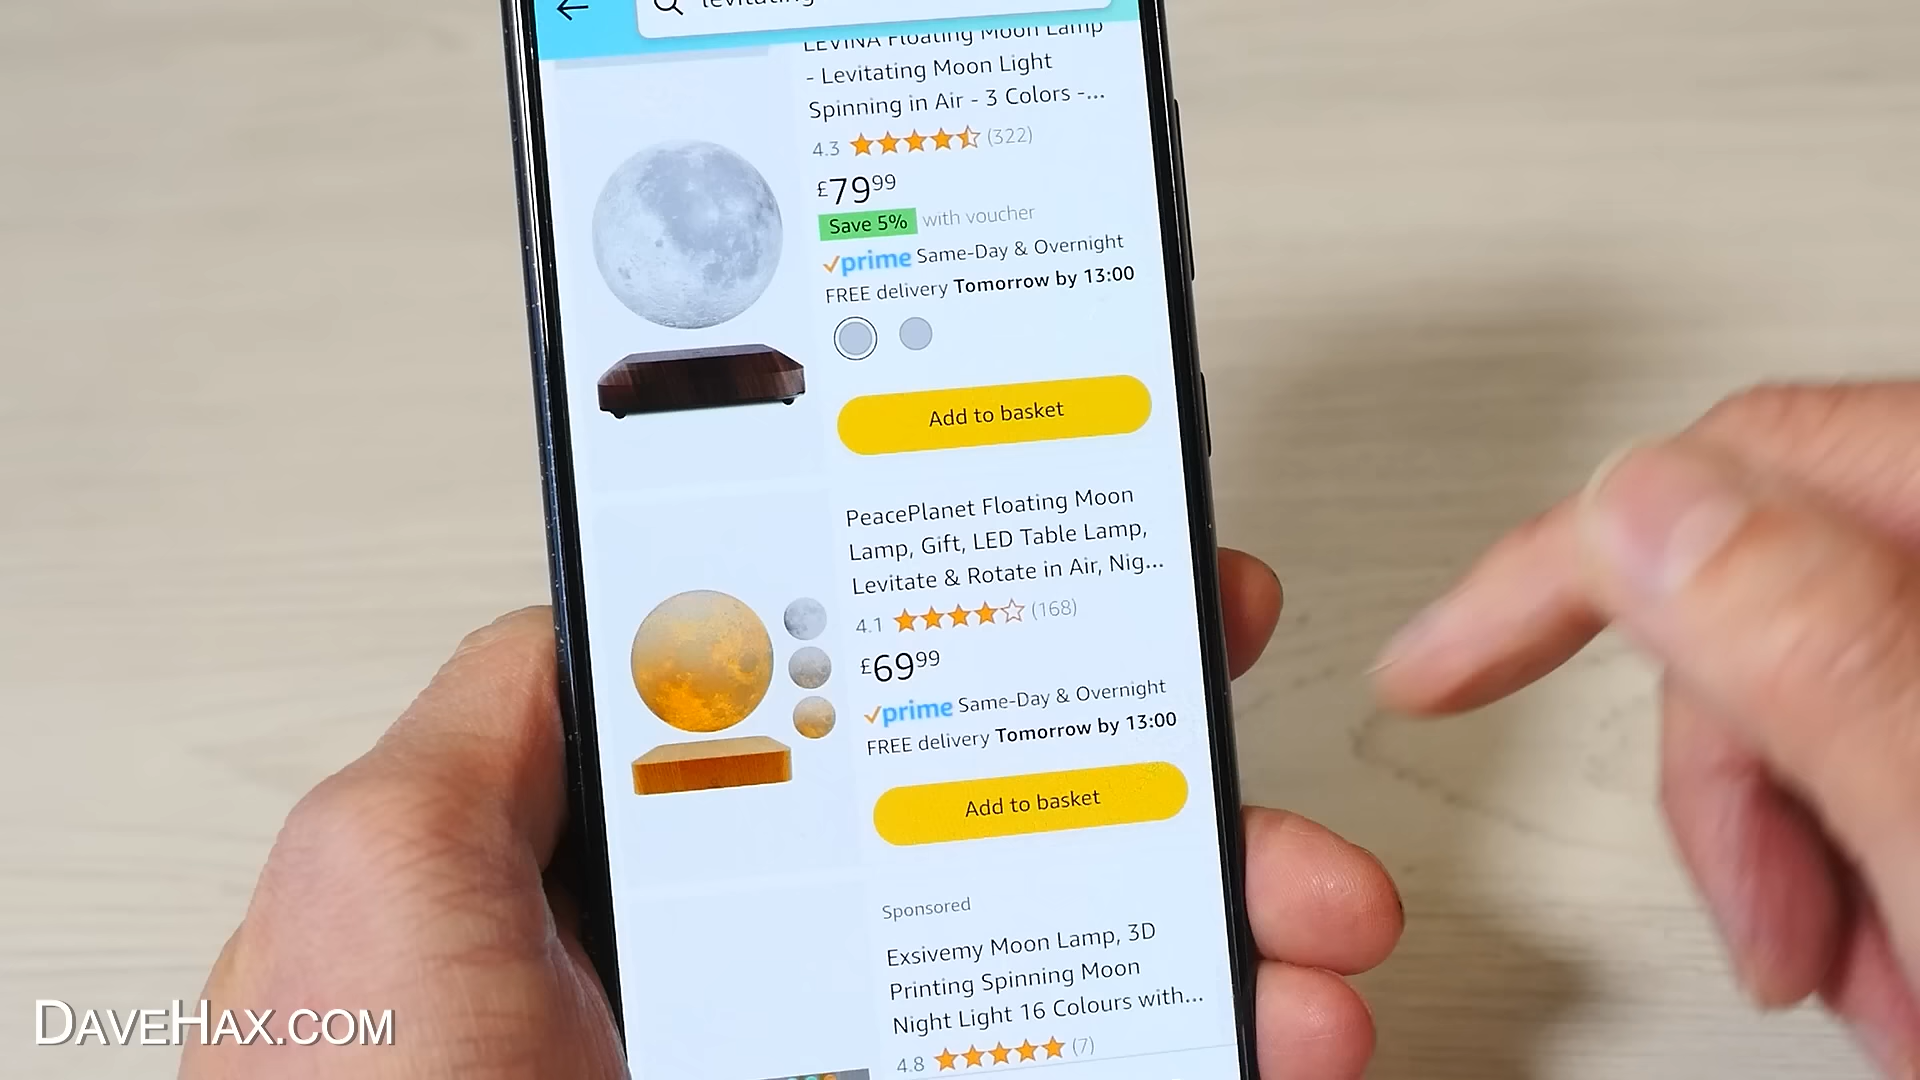 levitating
LEVINA Floating Moon Lamp
- Levitating Moon Light
Spinning in Air - 3 Colors -...
4.3 (322)
£79.99
Save 5% with voucher
prime Same-Day & Overnight
FREE delivery Tomorrow by 13:00
Add to basket
PeacePlanet Floating Moon
Lamp, Gift, LED Table Lamp,
Levitate & Rotate in Air, Nig...
4.1 (168)
£69.99
prime Same-Day & Overnight
FREE delivery Tomorrow by 13:00
Add to basket
Sponsored
Exsivemy Moon Lamp, 3D
Printing Spinning Moon
Night Light 16 Colours with...
4.8 (7)
DAVEHAX.COM